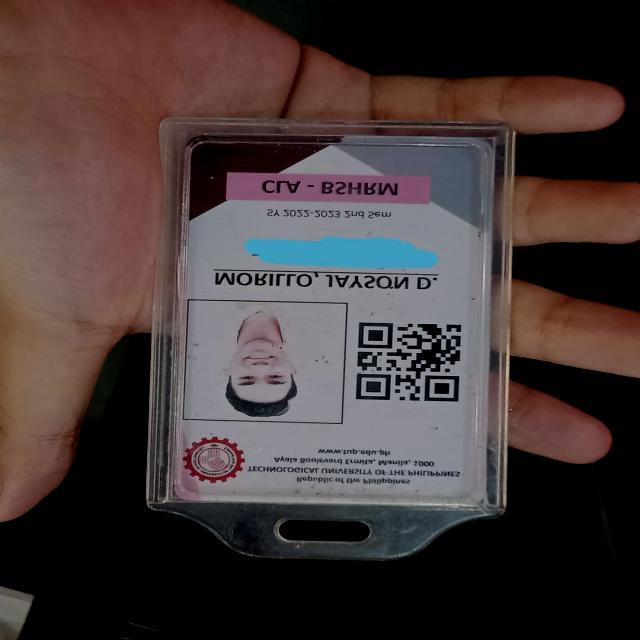 Republic of the Philippines
TECHNOLOGICAL UNIVERSITY OF THE PHILIPPINES
Ayala Boulevard Ermita, Manila, 1000
www.tup.edu.ph
MORILLO, JAYSON D.
SY 2022-2023 2nd Sem
CLA - BSHRM